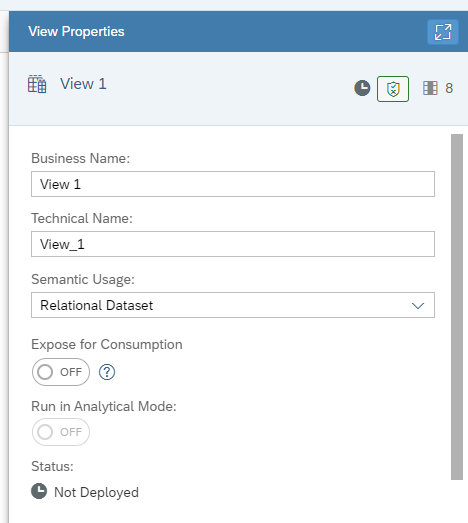 View Properties
View 1
8
Business Name:
View 1
Technical Name:
View_1
Semantic Usage:
Relational Dataset
Expose for Consumption
OFF ?
Run in Analytical Mode:
OFF
Status:
Not Deployed